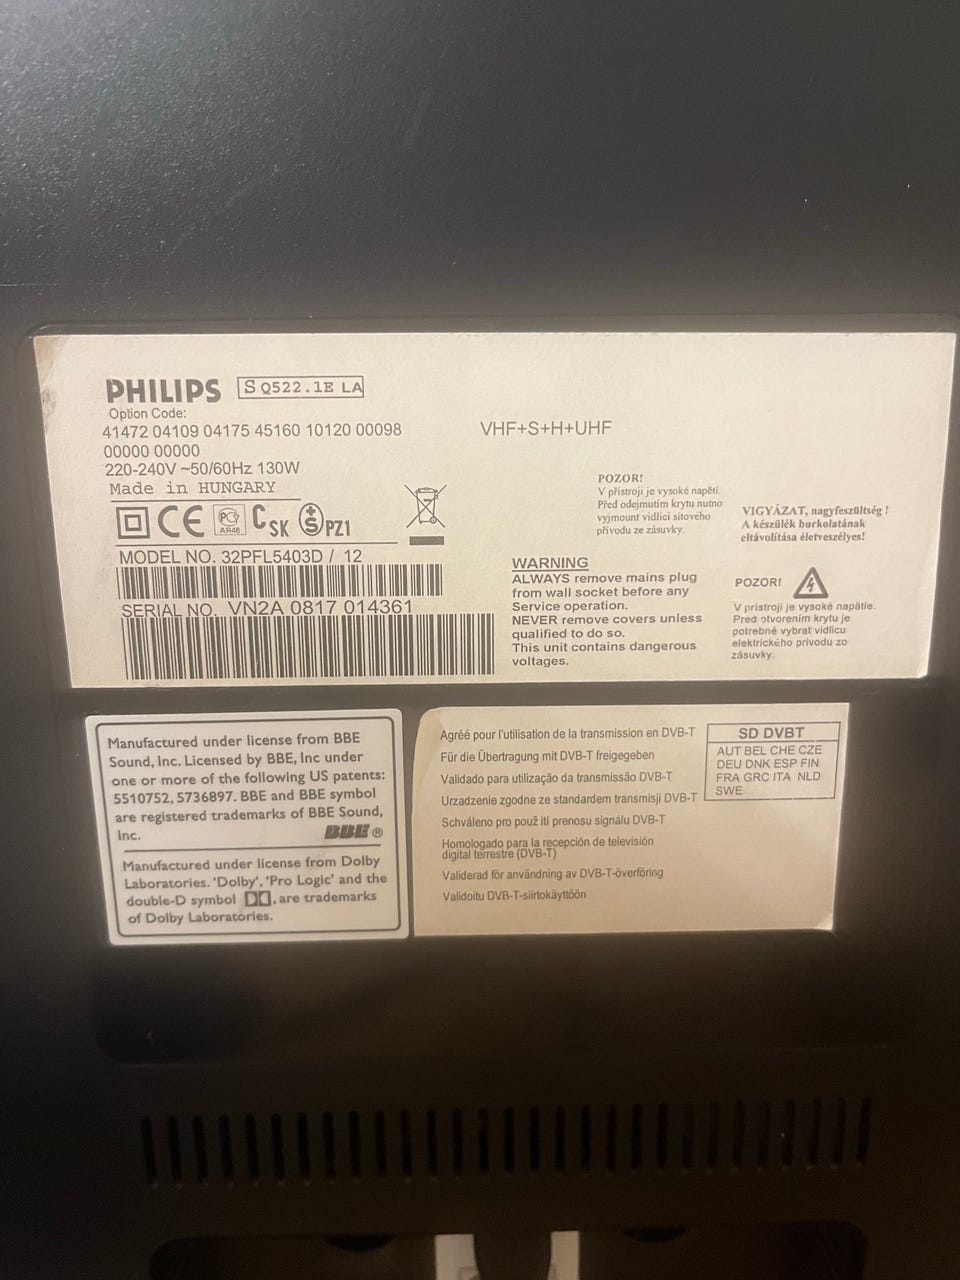 PHILIPS S Q522.1E LA
Option Code:
41472 04109 04175 45160 10120 00098
00000 00000
220-240V ~50/60Hz 130W
Made in HUNGARY
VHF+S+H+UHF
CE PC АЯ46 CSK S PZ1
MODEL NO. 32PFL5403D / 12
SERIAL NO. VN2A 0817 014361
POZOR!
V přístroji je vysoké napětí.
Před odejmutím krytu nutno
vyjmout vidlici síťového
přívodu ze zásuvky.
VIGYÁZAT, nagyfeszültség !
A készülék burkolatának
eltávolítása életveszélyes!
WARNING
ALWAYS remove mains plug
from wall socket before any
Service operation.
NEVER remove covers unless
qualified to do so.
This unit contains dangerous
voltages.
POZOR!
V prístroji je vysoké napätie.
Pred otvorením krytu je
potrebné vybrat vidlicu
elektrického prívodu zo
zásuvky.
Manufactured under license from BBE
Sound, Inc. Licensed by BBE, Inc under
one or more of the following US patents:
5510752, 5736897. BBE and BBE symbol
are registered trademarks of BBE Sound,
Inc. BBE ®
Manufactured under license from Dolby
Laboratories. 'Dolby', 'Pro Logic' and the
double-D symbol , are trademarks
of Dolby Laboratories.
Agréé pour l'utilisation de la transmission en DVB-T
Für die Übertragung mit DVB-T freigegeben
Validado para utilização da transmissão DVB-T
Urzadzenie zgodne ze standardem transmisji DVB-T
Schváleno pro použ ití prenosu signálu DVB-T
Homologado para la recepción de televisión
digital terrestre (DVB-T)
Validerad för användning av DVB-T-överföring
Validoitu DVB-T-siirtokäyttöön
SD DVBT
AUT BEL CHE CZE
DEU DNK ESP FIN
FRA GRC ITA NLD
SWE